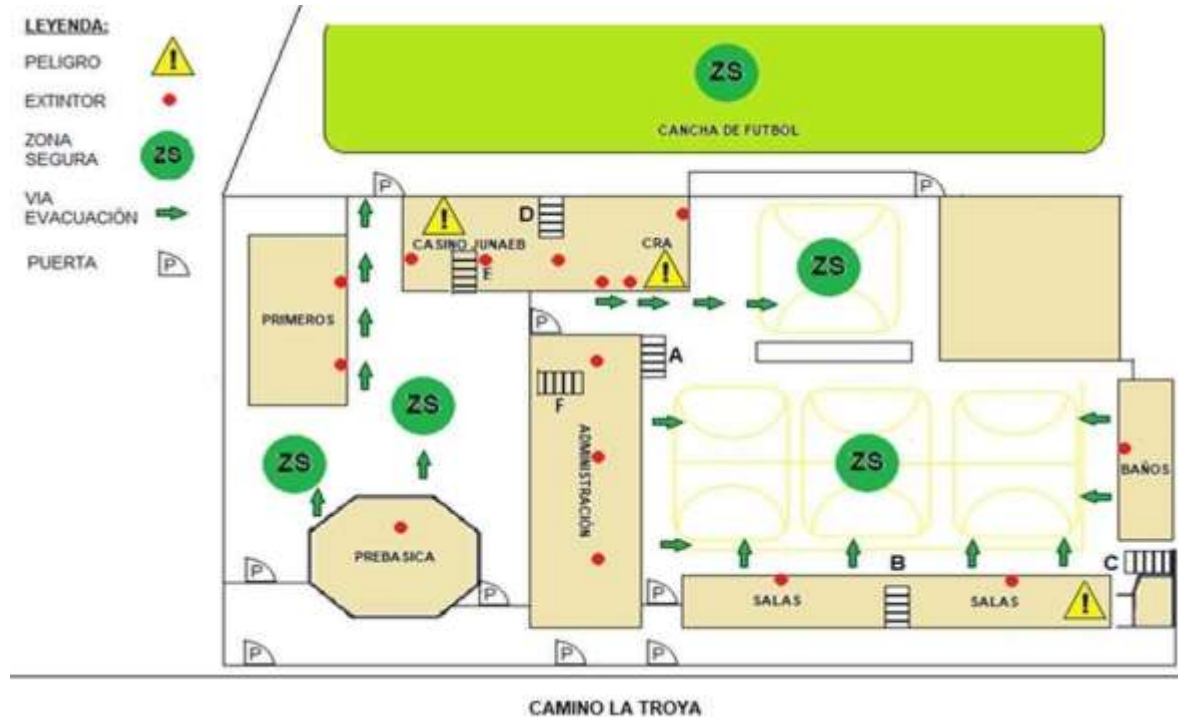 LEYENDA:
PELIGRO
EXTINTOR
ZONA
SEGURA
ZS
VIA
EVACUACIÓN
PUERTA
P
ZS
CANCHA DE FUTBOL
P
P
D
CASINO JUNAEB
CRA
E
ZS
PRIMEROS
P
A
F
ZS
ZS
ADMINISTRACIÓN
ZS
BAÑOS
PREBASICA
P
P
P
B
C
SALAS
SALAS
P
P
P
CAMINO LA TROYA